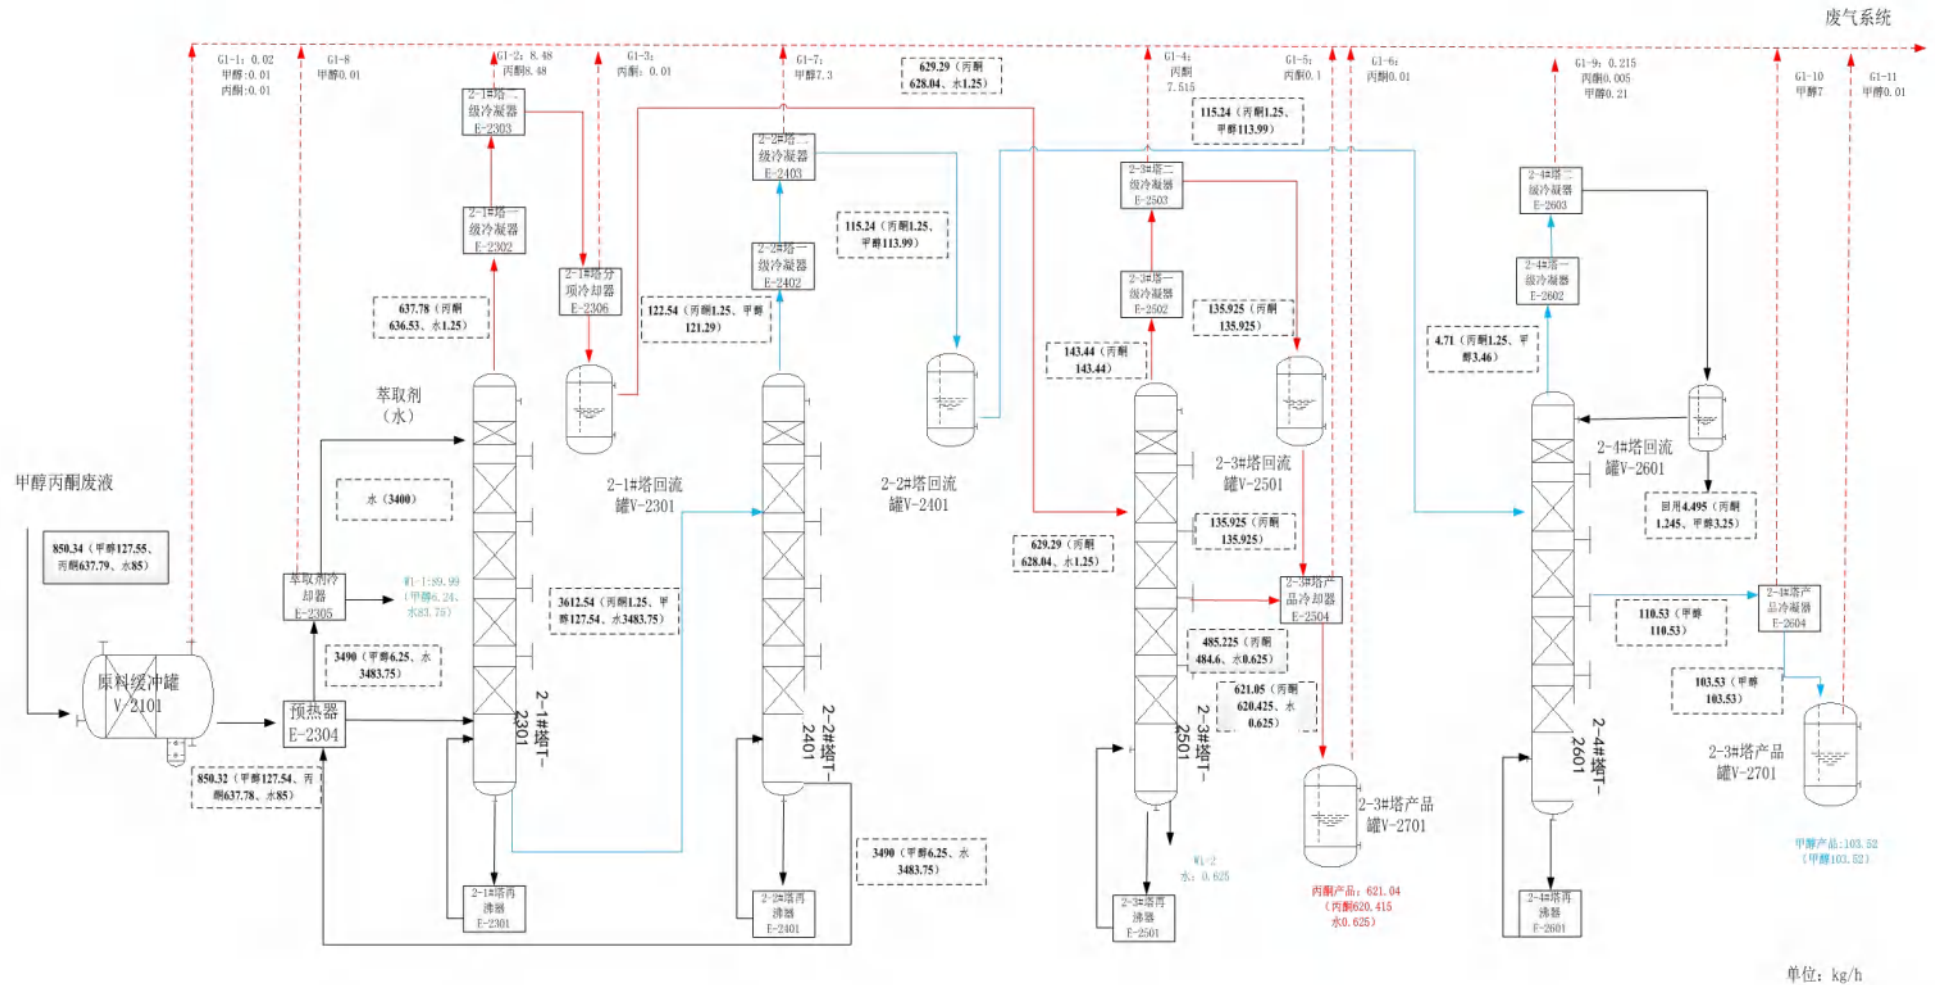 废气系统
G1-1: 0.02
甲醇:0.01
丙酮:0.01
G1-8
甲醇0.01
G1-2: 8.48
丙酮8.48
G1-3:
丙酮: 0.01
G1-7:
甲醇7.3
629.29（丙酮
628.04、水1.25）
G1-4:
丙酮
7.515
G1-5:
丙酮0.1
G1-6:
丙酮0.01
G1-9: 0.215
丙酮0.005
甲醇0.21
G1-10
甲醇7
G1-11
甲醇0.01
2-1#塔二
级冷凝器
E-2303
2-2#塔二
级冷凝器
E-2403
115.24（丙酮1.25、
甲醇113.99）
2-3#塔二
级冷凝器
E-2503
2-4#塔二
级冷凝器
E-2603
2-1#塔一
级冷凝器
E-2302
2-2#塔一
级冷凝器
E-2402
115.24（丙酮1.25、
甲醇113.99）
2-3#塔一
级冷凝器
E-2502
2-4#塔一
级冷凝器
E-2602
2-1#塔分
项冷却器
E-2306
637.78（丙酮
636.53、水1.25）
122.54（丙酮1.25、甲醇
121.29）
135.925（丙酮
135.925）
143.44（丙酮
143.44）
4.71（丙酮1.25、甲
醇3.46）
萃取剂
（水）
甲醇丙酮废液
水（3400）
2-1#塔回流
罐V-2301
2-2#塔回流
罐V-2401
2-3#塔回流
罐V-2501
2-4#塔回流
罐V-2601
回用4.495（丙酮
1.245、甲醇3.25）
850.34（甲醇127.55、
丙酮637.79、水85）
629.29（丙酮
628.04、水1.25）
135.925（丙酮
135.925）
萃取剂冷
却器
E-2305
W1-1:89.99
（甲醇6.24、
水83.75）
3612.54（丙酮1.25、甲
醇127.54、水3483.75）
2-3#塔产
品冷却器
E-2504
2-4#塔产
品冷凝器
E-2604
110.53（甲醇
110.53）
3490（甲醇6.25、水
3483.75）
485.225（丙酮
484.6、水0.625）
621.05（丙酮
620.425、水
0.625）
103.53（甲醇
103.53）
原料缓冲罐
V-2101
预热器
E-2304
2-1#塔T-
2301
2-2#塔T-
2401
2-3#塔T-
2501
2-4#塔T-
2601
850.32（甲醇127.54、丙
酮637.78、水85）
2-3#塔产品
罐V-2701
2-3#塔产品
罐V-2701
3490（甲醇6.25、水
3483.75）
W1-2
水: 0.625
甲醇产品:103.52
（甲醇103.52）
丙酮产品: 621.04
（丙酮620.415
水0.625）
2-1#塔再
沸器
E-2301
2-2#塔再
沸器
E-2401
2-3#塔再
沸器
E-2501
2-4#塔再
沸器
E-2601
单位: kg/h